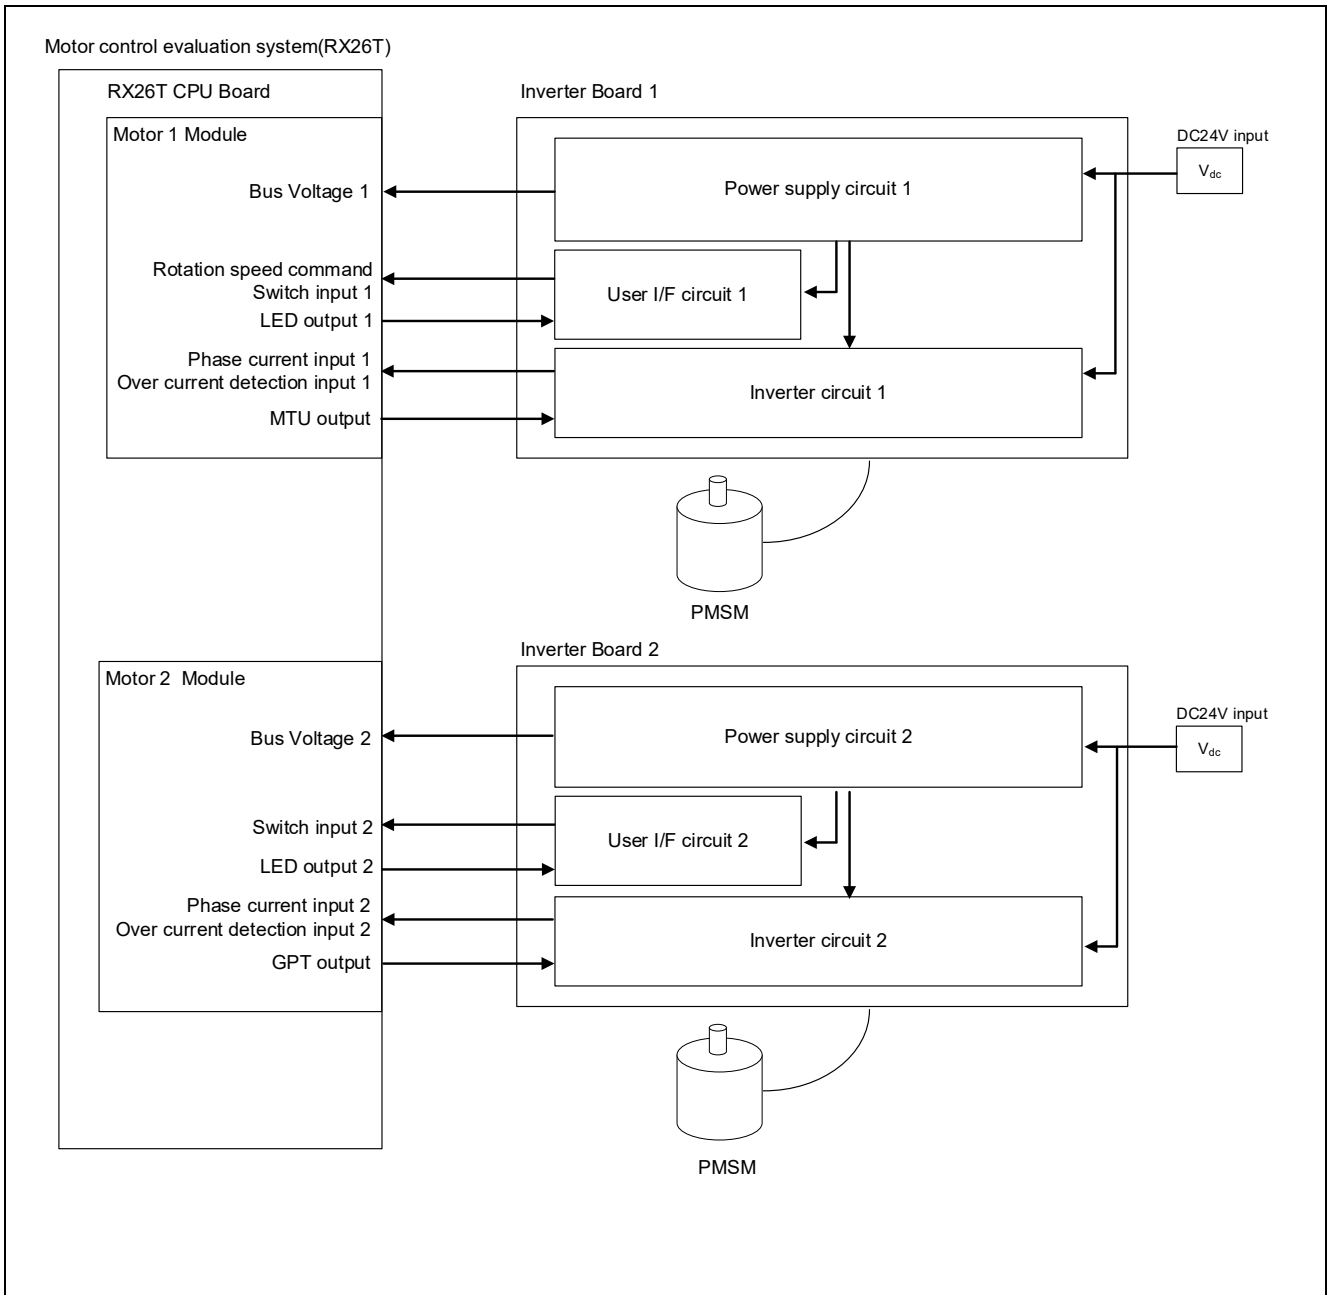 Motor control evaluation system(RX26T)
RX26T CPU Board
Inverter Board 1
Motor 1 Module
DC24V input
Vdc
Power supply circuit 1
Bus Voltage 1
Rotation speed command
Switch input 1
User I/F circuit 1
LED output 1
Phase current input 1
Over current detection input 1
Inverter circuit 1
MTU output
PMSM
Inverter Board 2
Motor 2  Module
DC24V input
Vdc
Power supply circuit 2
Bus Voltage 2
Switch input 2
User I/F circuit 2
LED output 2
Phase current input 2
Over current detection input 2
Inverter circuit 2
GPT output
PMSM